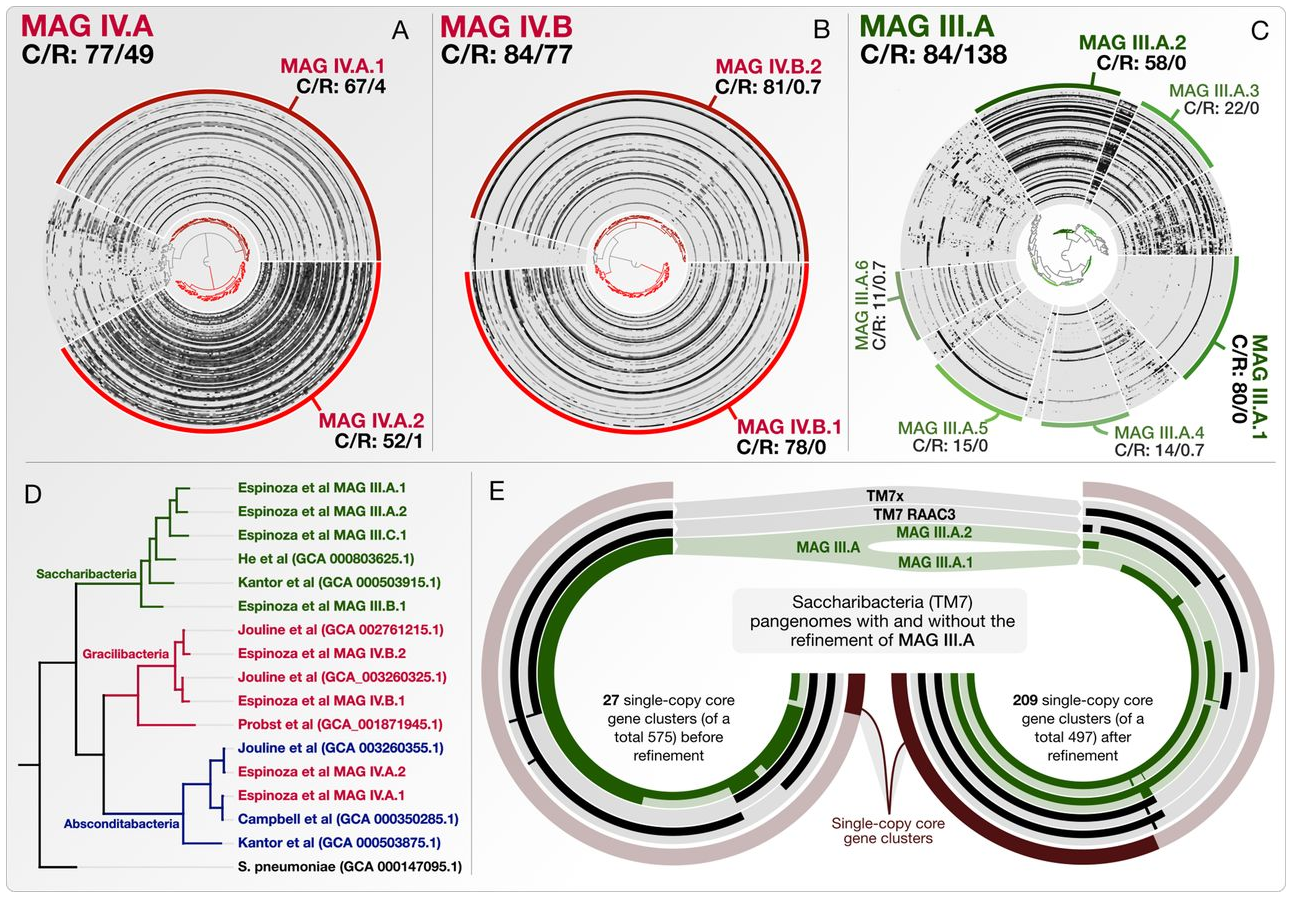 MAG IV.A
C/R: 77/49
A
MAG IV.A.1
C/R: 67/4
MAG IV.A.2
C/R: 52/1
MAG IV.B
C/R: 84/77
B
MAG IV.B.2
C/R: 81/0.7
MAG IV.B.1
C/R: 78/0
MAG III.A
C/R: 84/138
C
MAG III.A.2
C/R: 58/0
MAG III.A.3
C/R: 22/0
MAG III.A.1
C/R: 80/0
MAG III.A.4
C/R: 14/0.7
MAG III.A.5
C/R: 15/0
MAG III.A.6
C/R: 11/0.7
D
Espinoza et al MAG III.A.1
Espinoza et al MAG III.A.2
Espinoza et al MAG III.C.1
He et al (GCA 000803625.1)
Saccharibacteria
Kantor et al (GCA 000503915.1)
Espinoza et al MAG III.B.1
Jouline et al (GCA 002761215.1)
Gracilibacteria
Espinoza et al MAG IV.B.2
Jouline et al (GCA_003260325.1)
Espinoza et al MAG IV.B.1
Probst et al (GCA_001871945.1)
Jouline et al (GCA 003260355.1)
Espinoza et al MAG IV.A.2
Espinoza et al MAG IV.A.1
Absconditabacteria
Campbell et al (GCA 000350285.1)
Kantor et al (GCA 000503875.1)
S. pneumoniae (GCA 000147095.1)
E
TM7x
TM7 RAAC3
MAG III.A.2
MAG III.A
MAG III.A.1
Saccharibacteria (TM7)
pangenomes with and without the
refinement of MAG III.A
27 single-copy core
gene clusters (of a
total 575) before
refinement
209 single-copy core
gene clusters (of a
total 497) after
refinement
Single-copy core
gene clusters